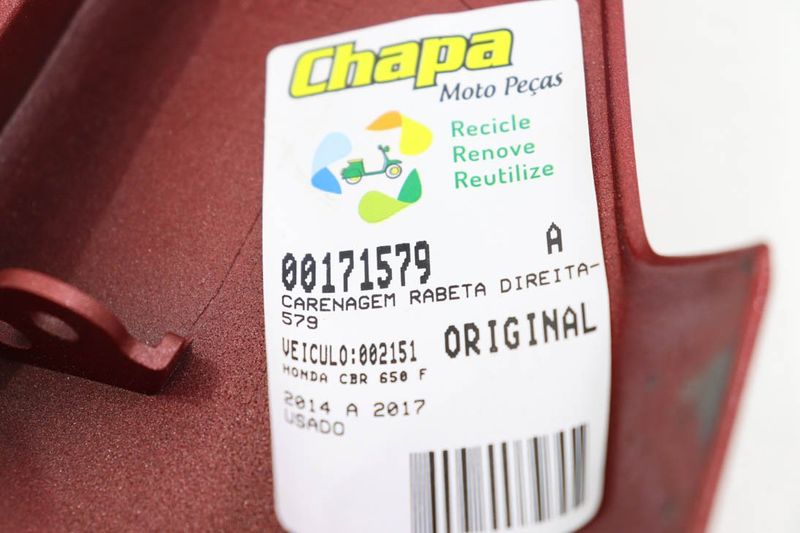 Chapa
Moto Peças
Recicle
Renove
Reutilize
00171579 A
CARENAGEM RABETA DIREITA-
579
VEICULO:002151 ORIGINAL
HONDA CBR 650 F
2014 A 2017
USADO